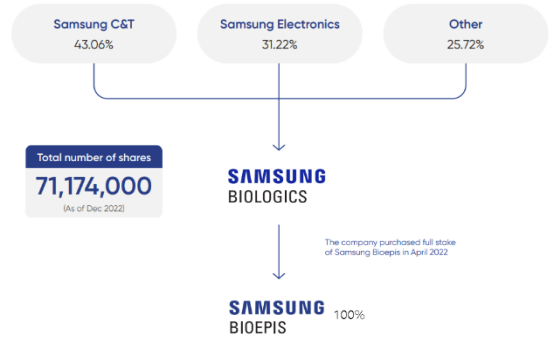 Samsung C&T
43.06%
Samsung Electronics
31.22%
Other
25.72%
Total number of shares
71,174,000
(As of Dec 2022)
SAMSUNG
BIOLOGICS
The company purchased full stake
of Samsung Bioepis in April 2022
SAMSUNG
BIOEPIS
100%